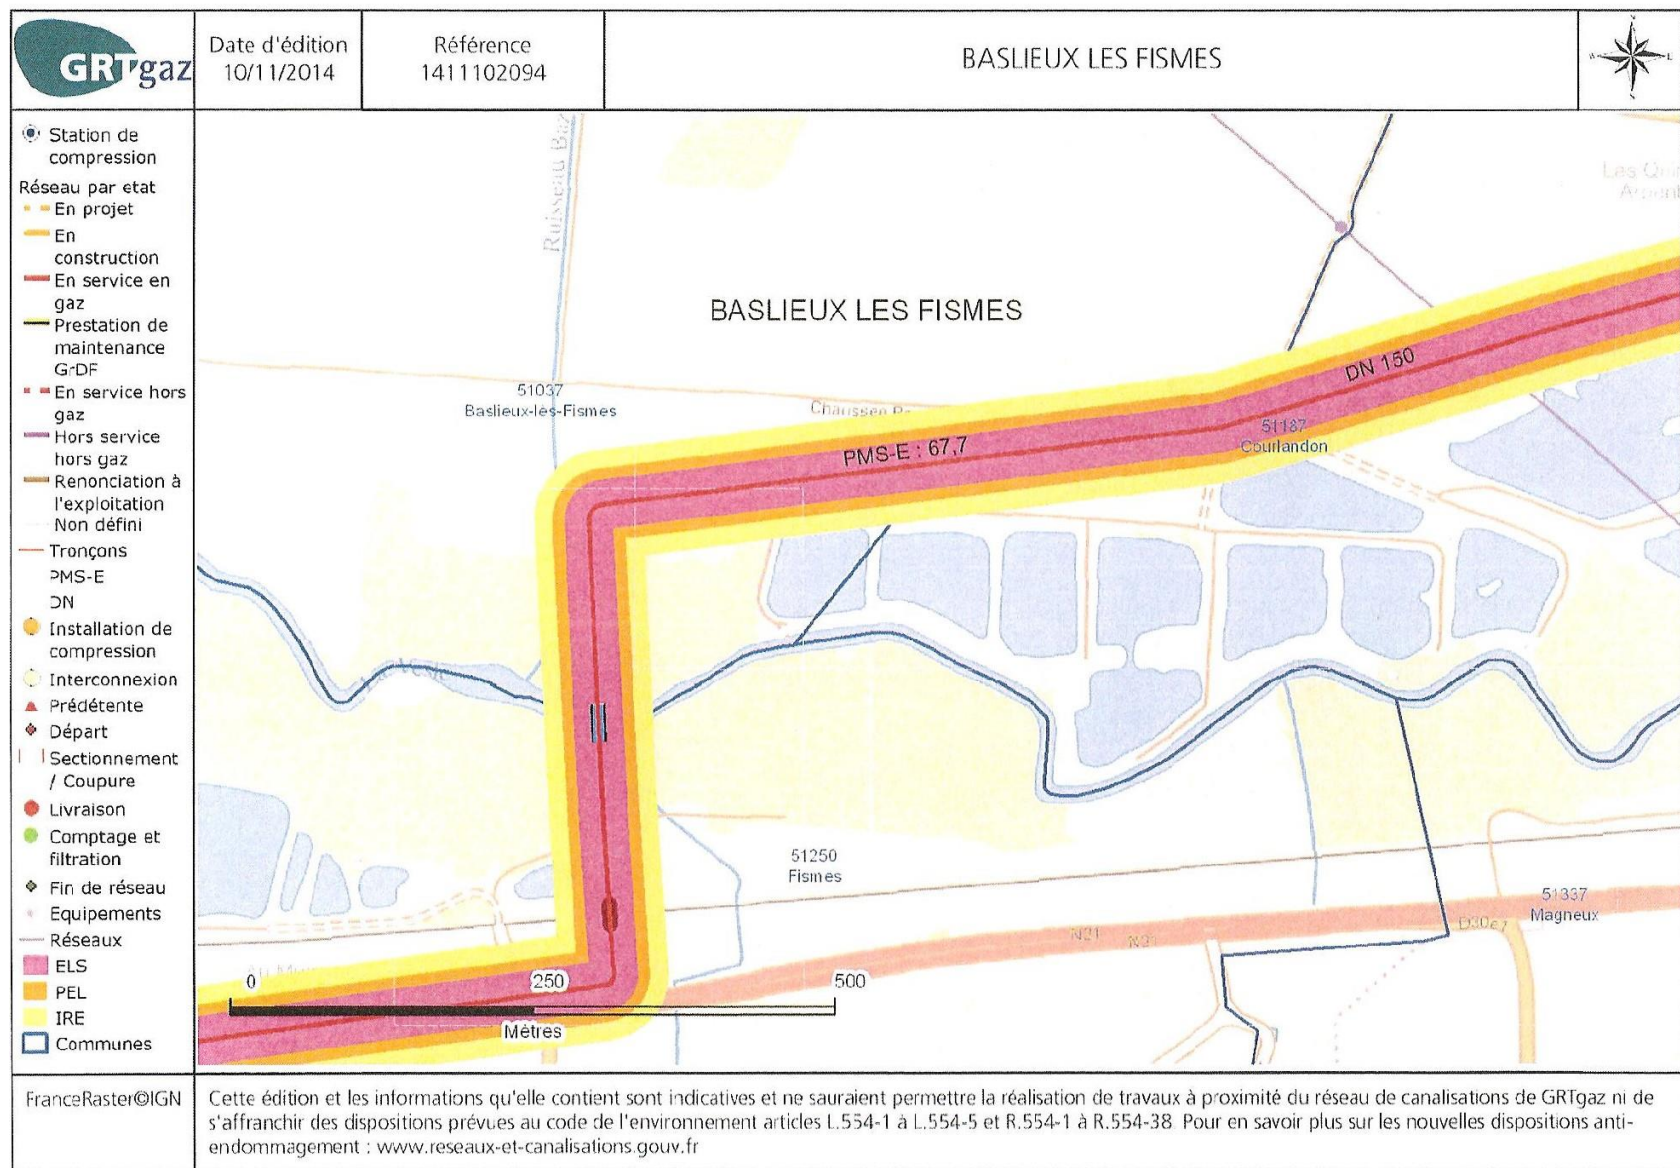 GRTgaz
Date d'édition
10/11/2014
Référence
1411102094
BASLIEUX LES FISMES
Station de
compression
Réseau par etat
En projet
En
construction
En service en
gaz
Prestation de
maintenance
GrDF
En service hors
gaz
Hors service
hors gaz
Renonciation à
l'exploitation
Non défini
Tronçons
PMS-E
DN
Installation de
compression
Interconnexion
Prédétente
Départ
Sectionnement
/ Coupure
Livraison
Comptage et
filtration
Fin de réseau
Equipements
Réseaux
ELS
PEL
IRE
Communes
Ruisseau
Les
BASLIEUX LES FISMES
DN 150
51037
Baslieux-lès-Fismes
Chaussée
51187
Courlandon
PMS-E : 67,7
51250
Fismes
51337
Magneux
N31
N31
D30e7
0
250
500
Mètres
FranceRaster©IGN
Cette édition et les informations qu'elle contient sont indicatives et ne sauraient permettre la réalisation de travaux à proximité du réseau de canalisations de GRTgaz ni de
s'affranchir des dispositions prévues au code de l'environnement articles L.554-1 à L.554-5 et R.554-1 à R.554-38 Pour en savoir plus sur les nouvelles dispositions anti-
endommagement : www.reseaux-et-canalisations.gouv.fr